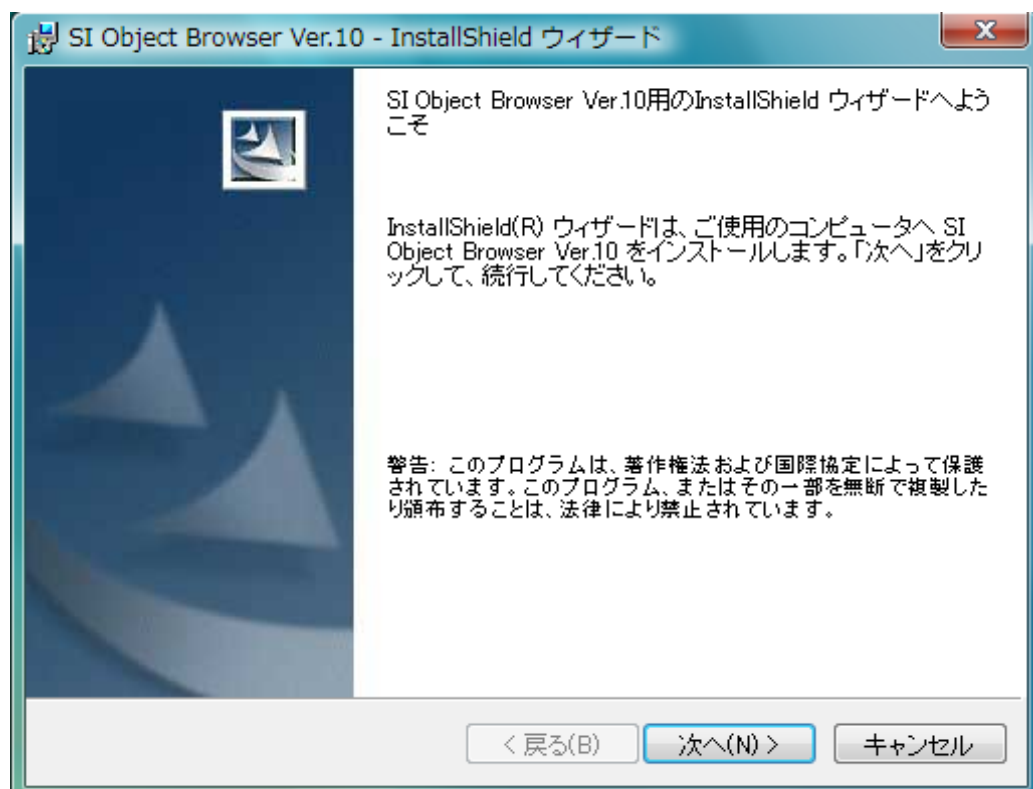 SI Object Browser Ver.10 - InstallShield ウィザード
SI Object Browser Ver.10用のInstallShield ウィザードへよう
こそ
InstallShield(R) ウィザードは、ご使用のコンピュータへ SI
Object Browser Ver.10 をインストールします。「次へ」をクリ
ックして、続行してください。
警告: このプログラムは、著作権法および国際協定によって保護
されています。このプログラム、またはその一部を無断で複製した
り頒布することは、法律により禁止されています。
< 戻る(B) 次へ(N) > キャンセル